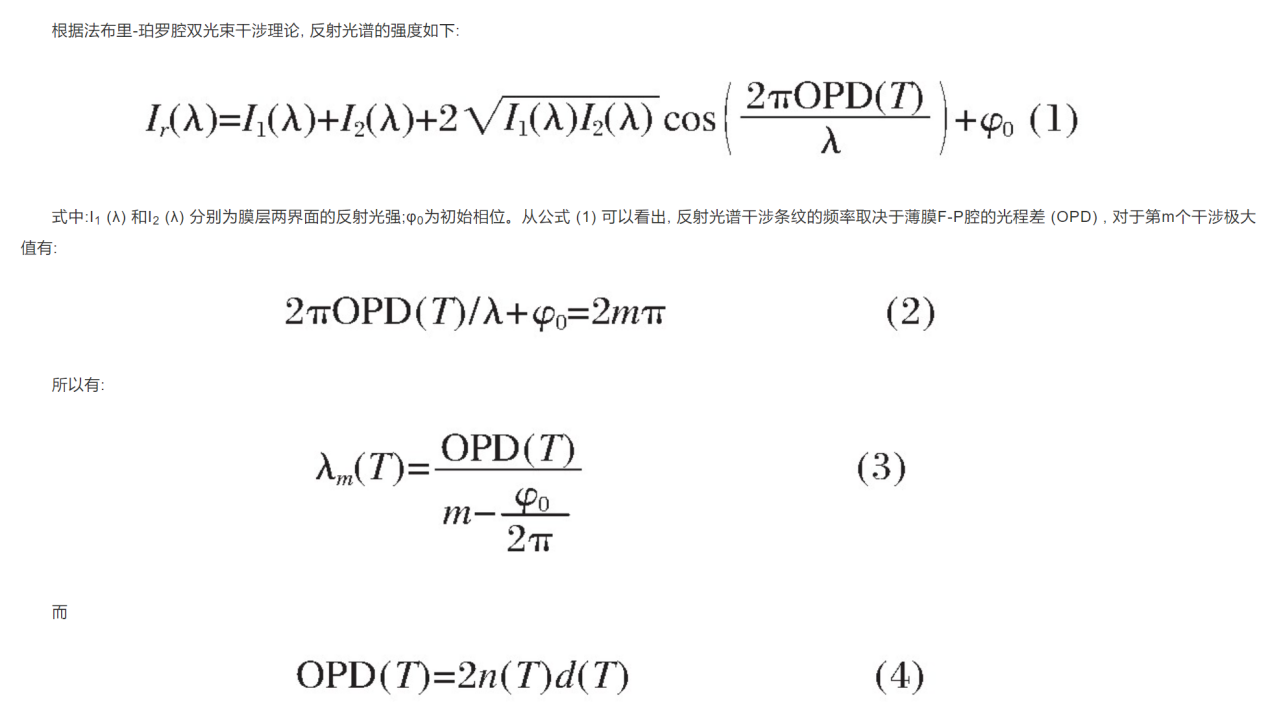 根据法布里-珀罗腔双光束干涉理论, 反射光谱的强度如下:
I_r(λ)=I_1(λ)+I_2(λ)+2√(I_1(λ)I_2(λ)) cos(2πOPD(T)/λ)+φ_0 (1)
式中:I_1 (λ) 和I_2 (λ) 分别为膜层两界面的反射光强;φ_0为初始相位。从公式 (1) 可以看出, 反射光谱干涉条纹的频率取决于薄膜F-P腔的光程差 (OPD) , 对于第m个干涉极大
值有:
2πOPD(T)/λ+φ_0=2mπ (2)
所以有:
λ_m(T)=OPD(T)/(m−φ_0/2π) (3)
而
OPD(T)=2n(T)d(T) (4)